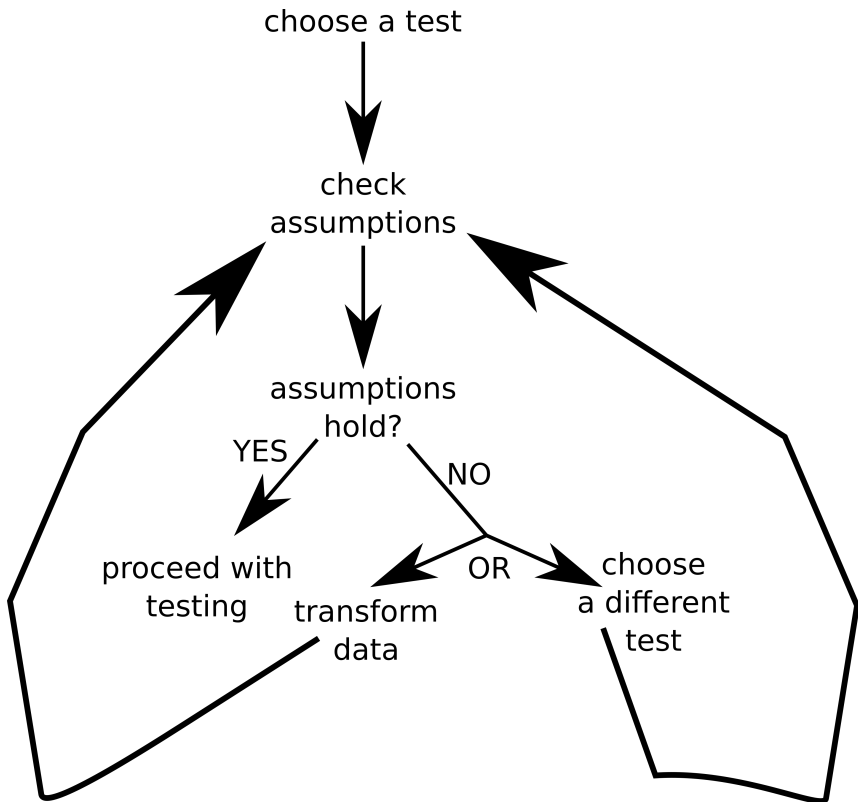 choose a test
check
assumptions
assumptions
hold?
YES
NO
proceed with
testing
OR
transform
data
choose
a different
test